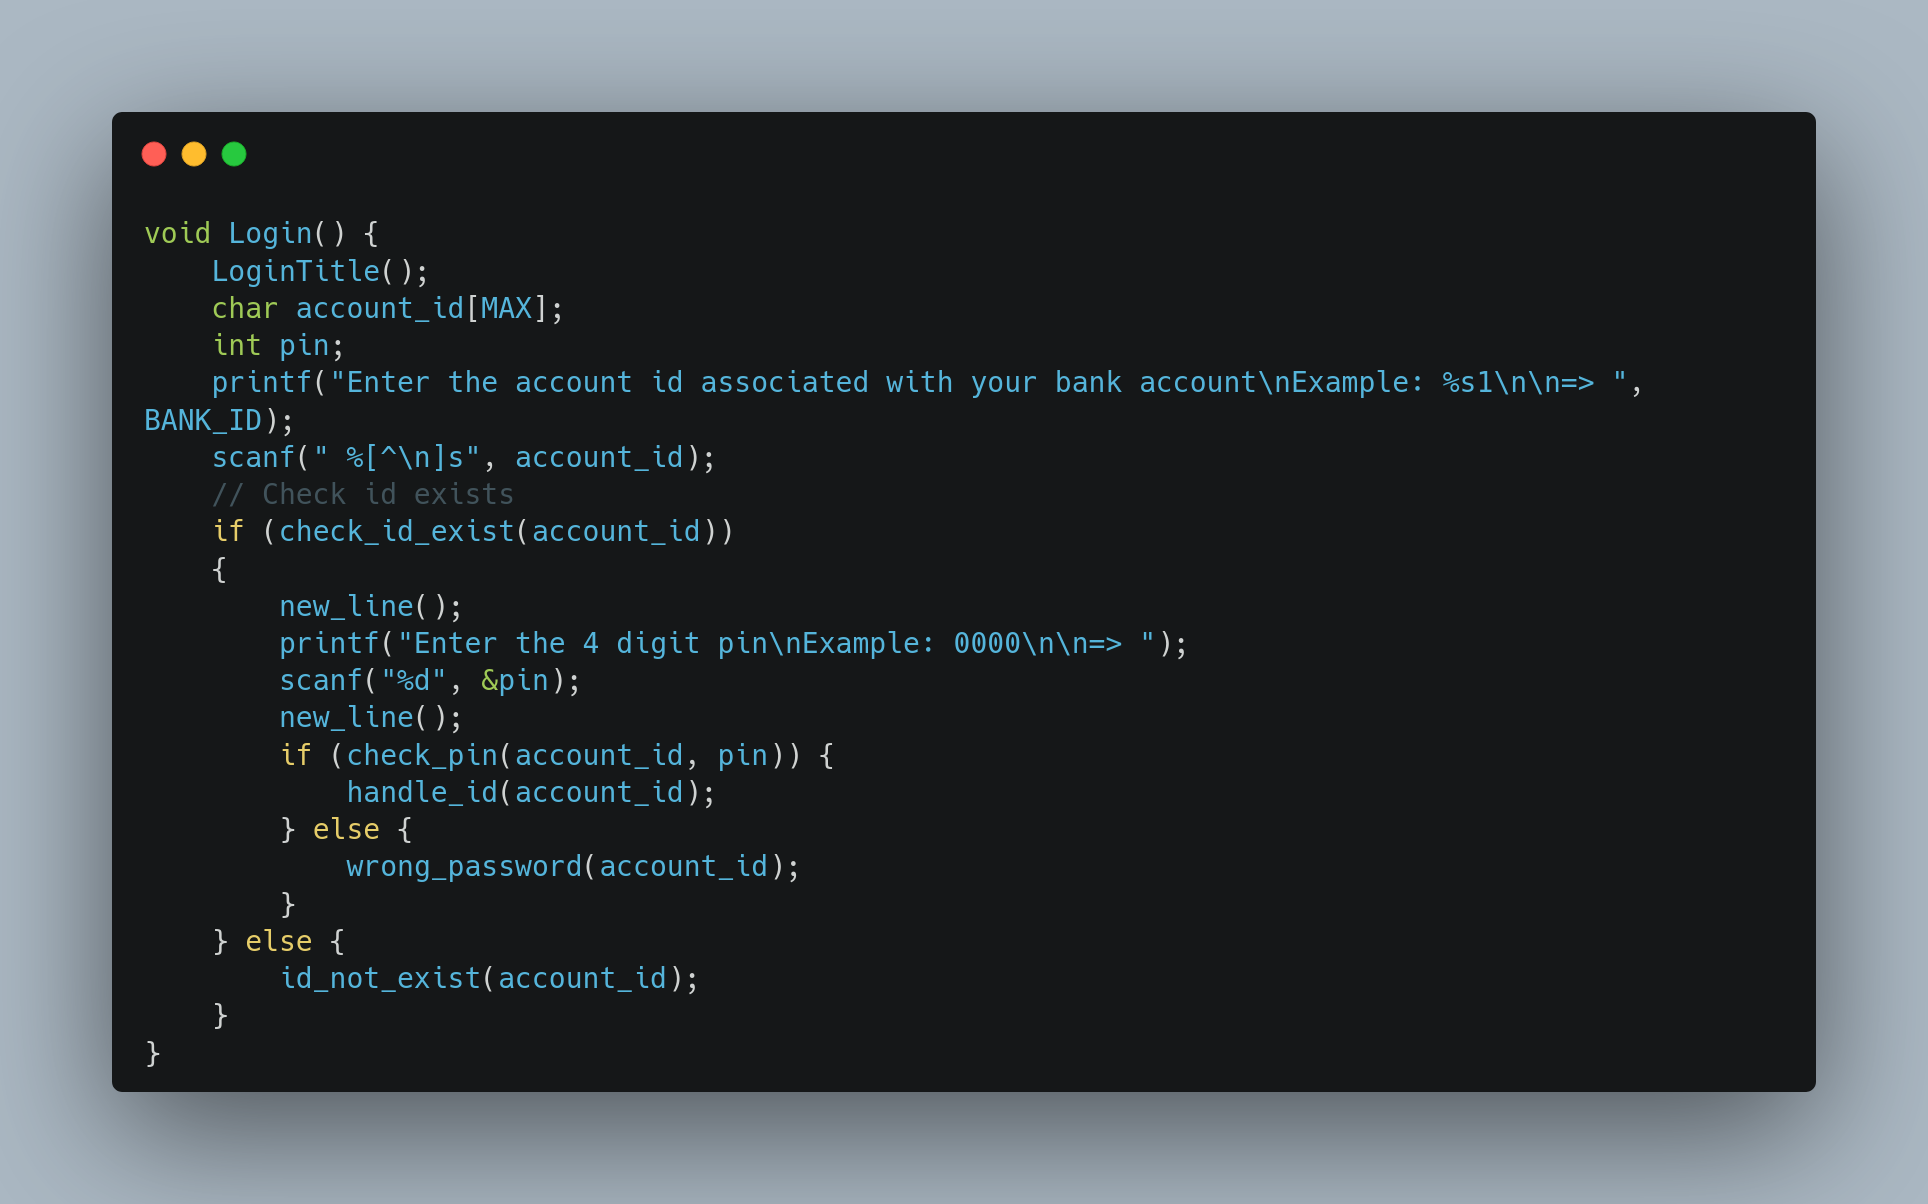 void Login() {
    LoginTitle();
    char account_id[MAX];
    int pin;
    printf("Enter the account id associated with your bank account\nExample: %s1\n\n=> ",
BANK_ID);
    scanf(" %[^\n]s", account_id);
    // Check id exists
    if (check_id_exist(account_id))
    {
        new_line();
        printf("Enter the 4 digit pin\nExample: 0000\n\n=> ");
        scanf("%d", &pin);
        new_line();
        if (check_pin(account_id, pin)) {
            handle_id(account_id);
        } else {
            wrong_password(account_id);
        }
    } else {
        id_not_exist(account_id);
    }
}